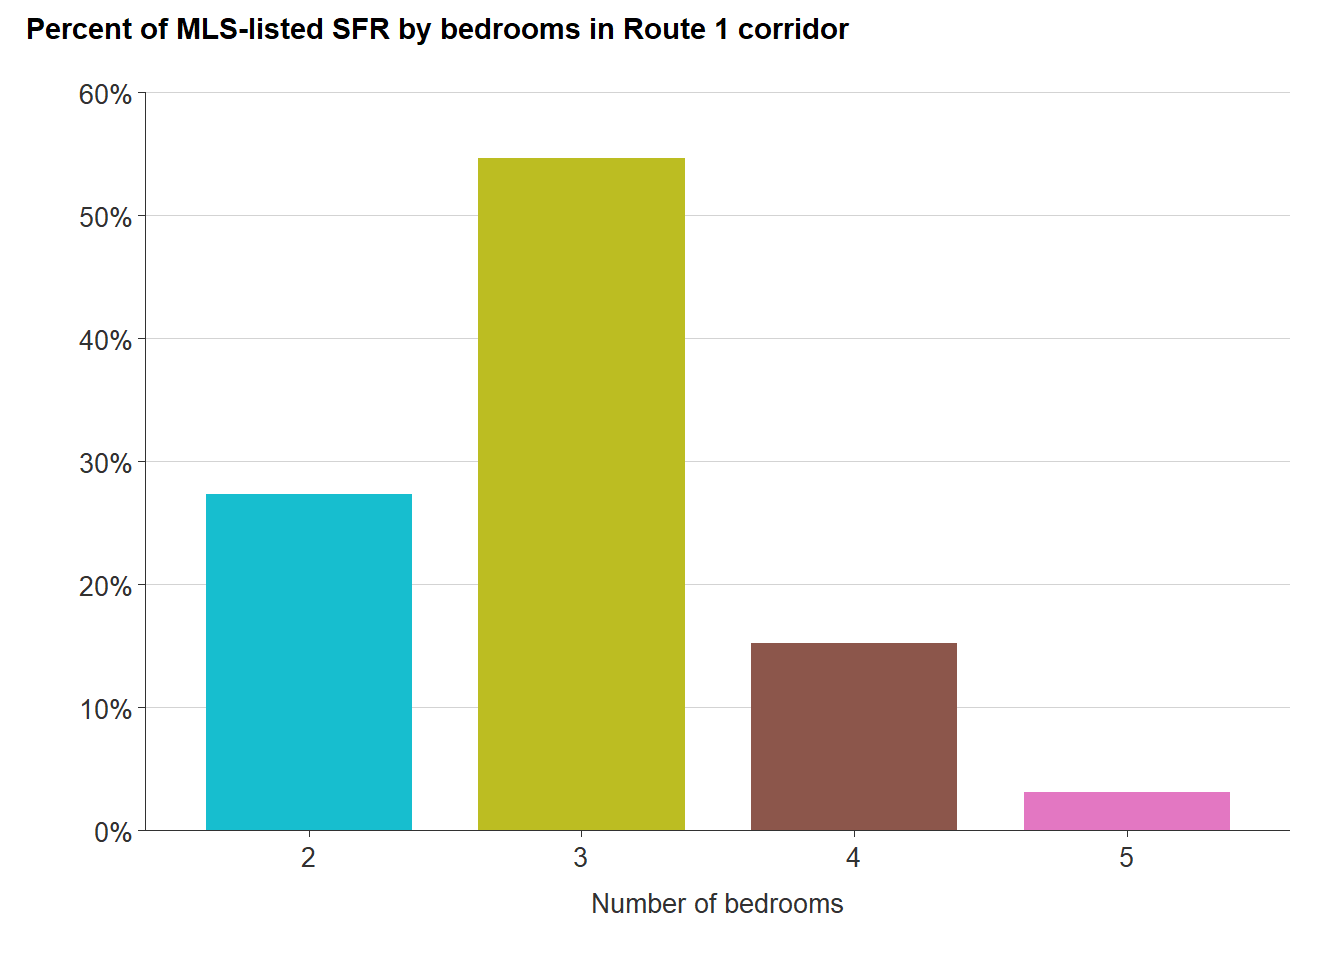 Percent of MLS-listed SFR by bedrooms in Route 1 corridor
60%
50%
40%
30%
20%
10%
0%
2 3 4 5
Number of bedrooms